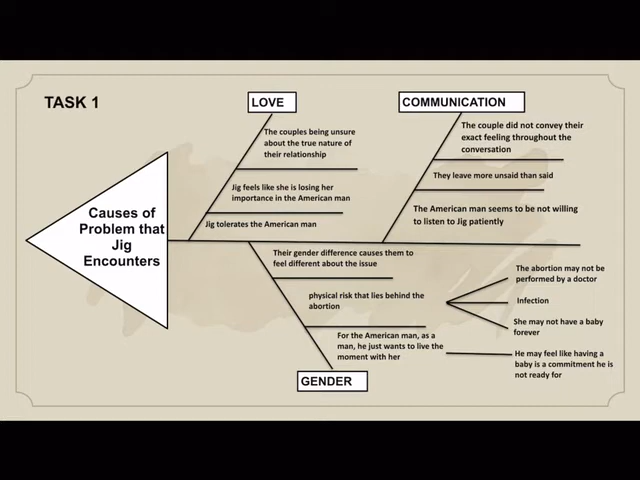 TASK 1
LOVE
COMMUNICATION
The couples being unsure
about the true nature of
their relationship
Jig feels like she is losing her
importance in the American man
Jig tolerates the American man
The couple did not convey their
exact feeling throughout the
conversation
They leave more unsaid than said
The American man seems to be not willing
to listen to Jig patiently
Causes of
Problem that
Jig
Encounters
Their gender difference causes them to
feel different about the issue
physical risk that lies behind the
abortion
The abortion may not be
performed by a doctor
Infection
She may not have a baby
forever
For the American man, as a
man, he just wants to live the
moment with her
He may feel like having a
baby is a commitment he is
not ready for
GENDER